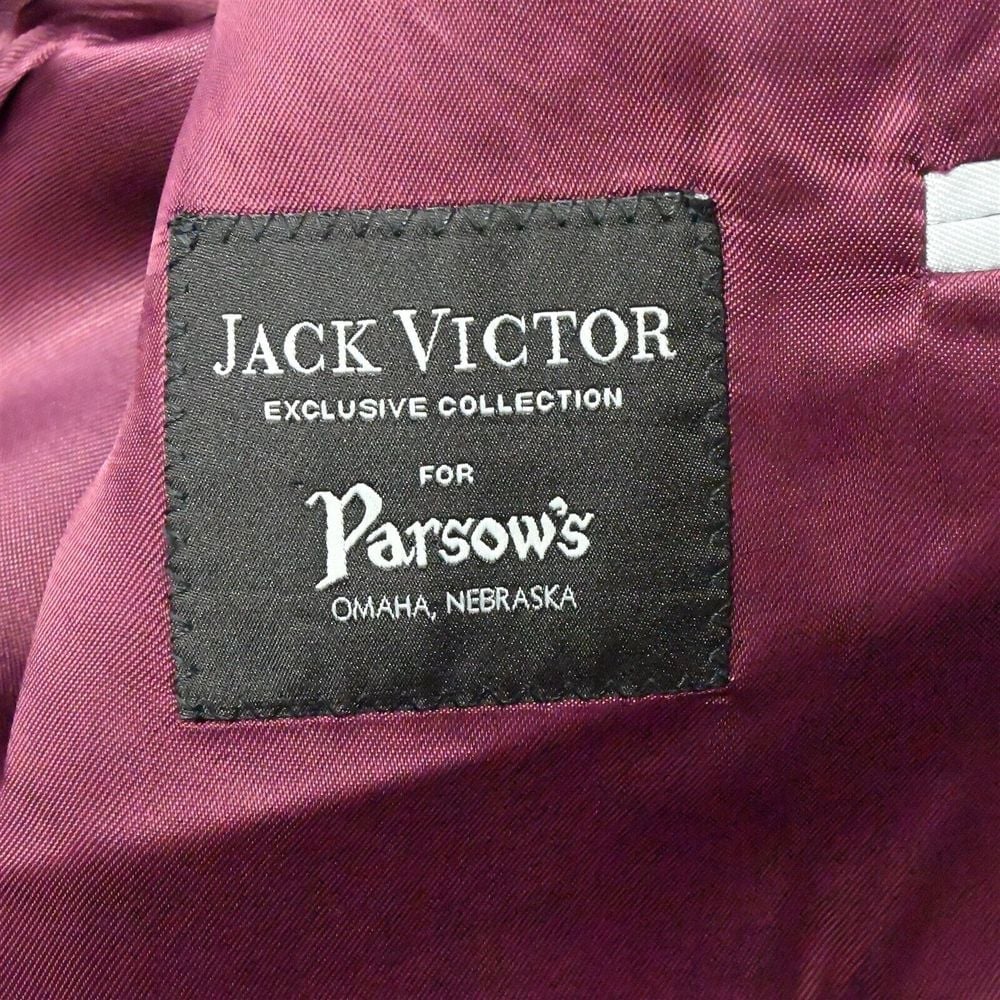 JACK VICTOR
EXCLUSIVE COLLECTION
FOR
Parsow's
OMAHA, NEBRASKA